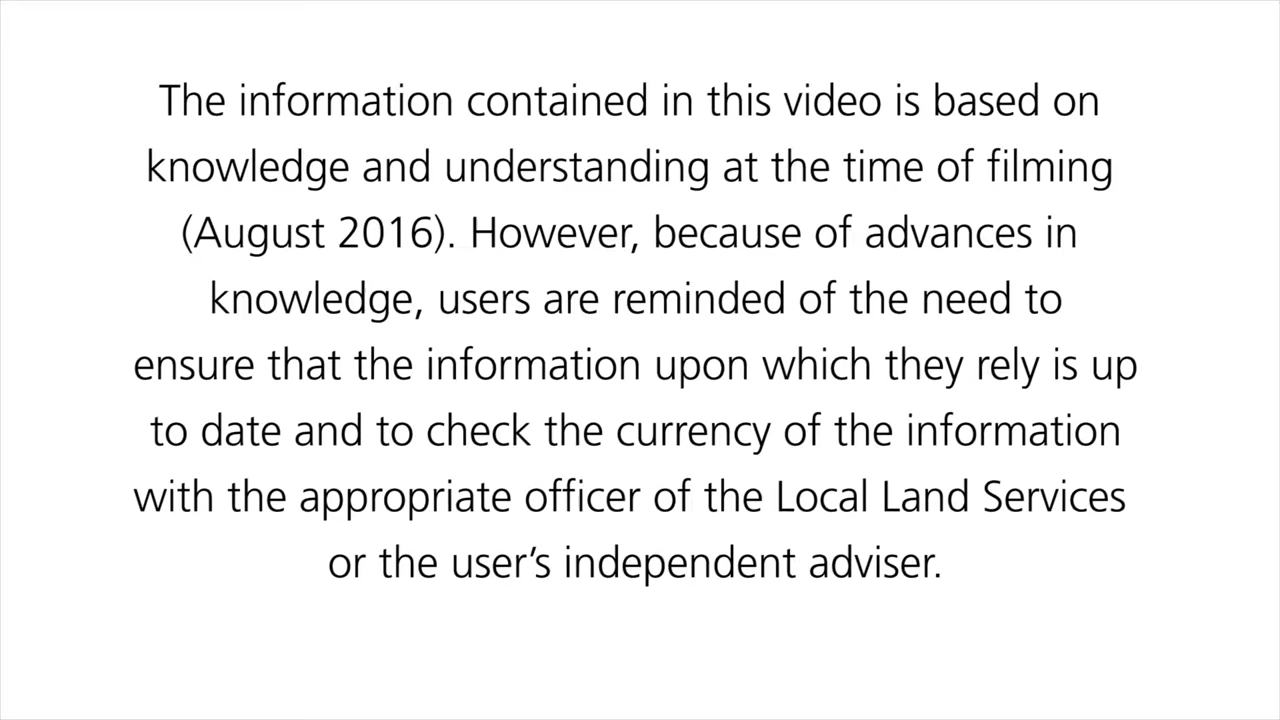 The information contained in this video is based on
knowledge and understanding at the time of filming
(August 2016). However, because of advances in
knowledge, users are reminded of the need to
ensure that the information upon which they rely is up
to date and to check the currency of the information
with the appropriate officer of the Local Land Services
or the user’s independent adviser.